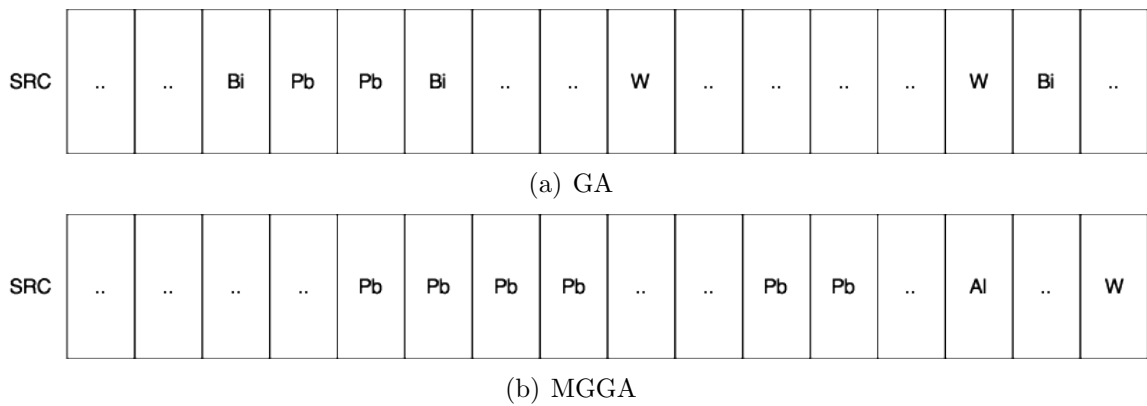 SRC .. .. Bi Pb Pb Bi .. .. W .. .. .. .. W Bi ..
(a) GA
SRC .. .. .. .. Pb Pb Pb Pb .. .. Pb Pb .. Al .. W
(b) MGGA